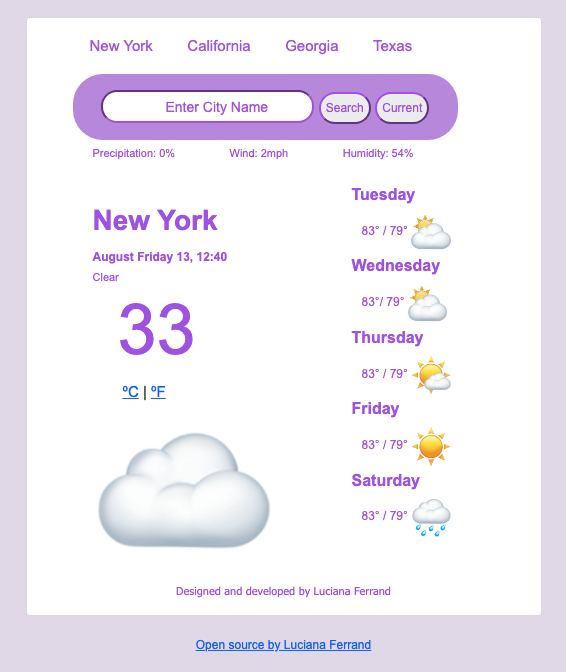 New York California Georgia Texas
Enter City Name Search Current
Precipitation: 0% Wind: 2mph Humidity: 54%
New York
August Friday 13, 12:40
Clear
33
ºC | ºF
Tuesday
83° / 79°
Wednesday
83°/ 79°
Thursday
83° / 79°
Friday
83° / 79°
Saturday
83° / 79°
Designed and developed by Luciana Ferrand
Open source by Luciana Ferrand